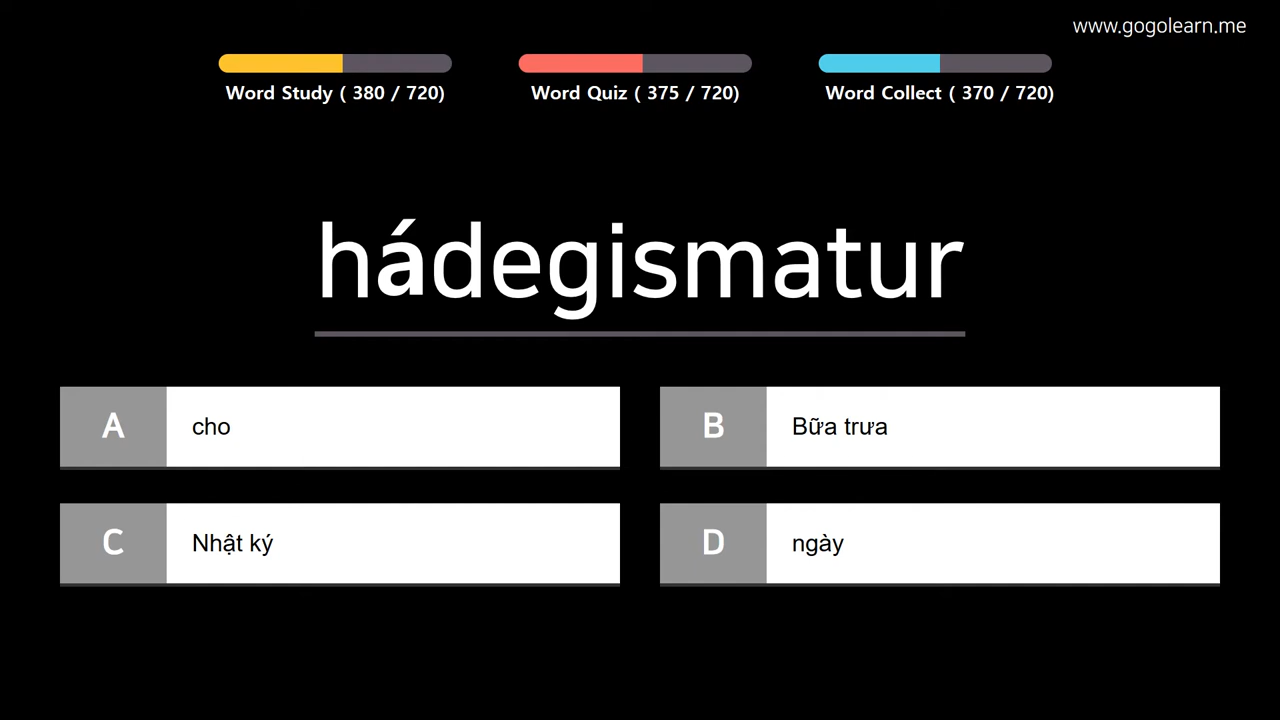 www.gogolearn.me
Word Study ( 380 / 720)
Word Quiz ( 375 / 720)
Word Collect ( 370 / 720)
hádegismatur
A
cho
B
Bữa trưa
C
Nhật ký
D
ngày